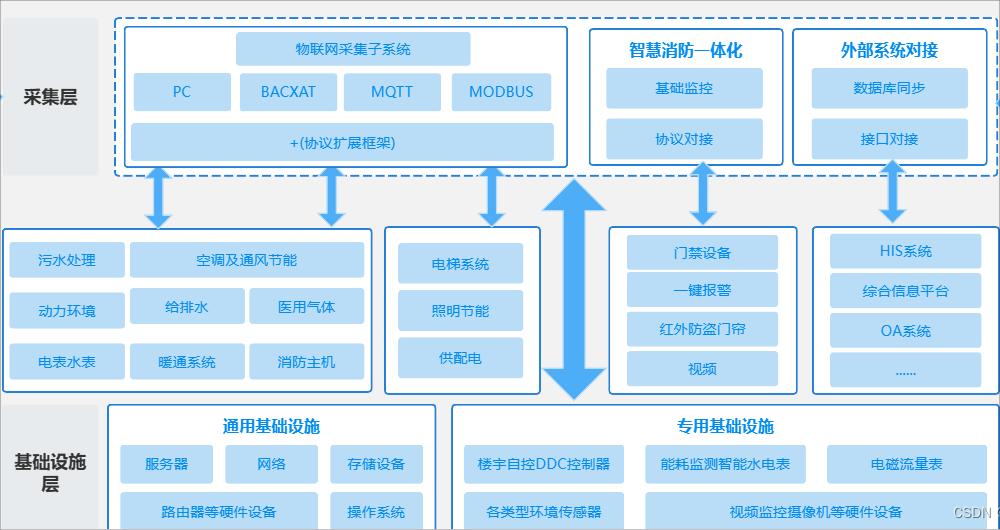 采集层
物联网采集子系统
PC
BACXAT
MQTT
MODBUS
+(协议扩展框架)
智慧消防一体化
基础监控
协议对接
外部系统对接
数据库同步
接口对接
污水处理
空调及通风节能
动力环境
给排水
医用气体
电表水表
暖通系统
消防主机
电梯系统
照明节能
供配电
门禁设备
一键报警
红外防盗门帘
视频
HIS系统
综合信息平台
OA系统
......
基础设施
层
通用基础设施
服务器
网络
存储设备
路由器等硬件设备
操作系统
专用基础设施
楼宇自控DDC控制器
能耗监测智能水电表
电磁流量表
各类型环境传感器
视频监控摄像机等硬件设备
CSDN